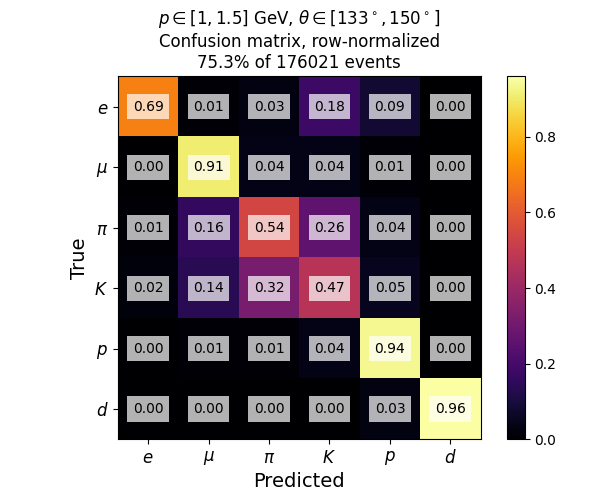 p ∈ [1, 1.5] GeV, θ ∈ [133°, 150°]
Confusion matrix, row-normalized
75.3% of 176021 events
e 0.69 0.01 0.03 0.18 0.09 0.00
μ 0.00 0.91 0.04 0.04 0.01 0.00
π 0.01 0.16 0.54 0.26 0.04 0.00
K 0.02 0.14 0.32 0.47 0.05 0.00
p 0.00 0.01 0.01 0.04 0.94 0.00
d 0.00 0.00 0.00 0.00 0.03 0.96
e μ π K p d
Predicted
True
0.8
0.6
0.4
0.2
0.0